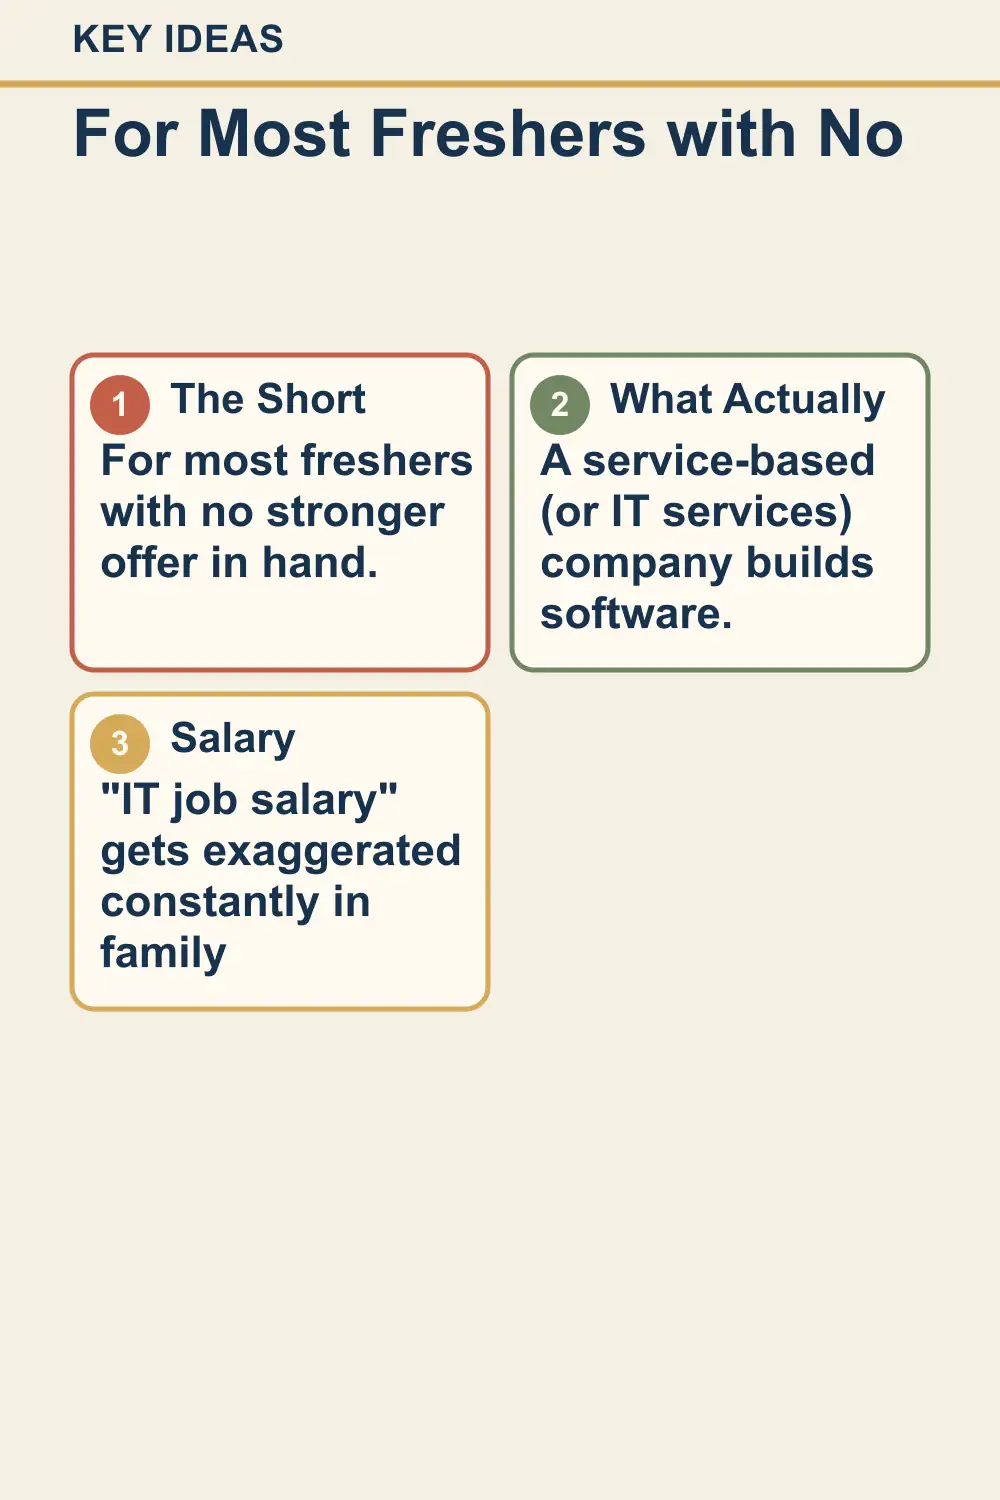 KEY IDEAS
For Most Freshers with No
1 The Short
For most freshers
with no stronger
offer in hand.
2 What Actually
A service-based
(or IT services)
company builds
software.
3 Salary
"IT job salary"
gets exaggerated
constantly in
family